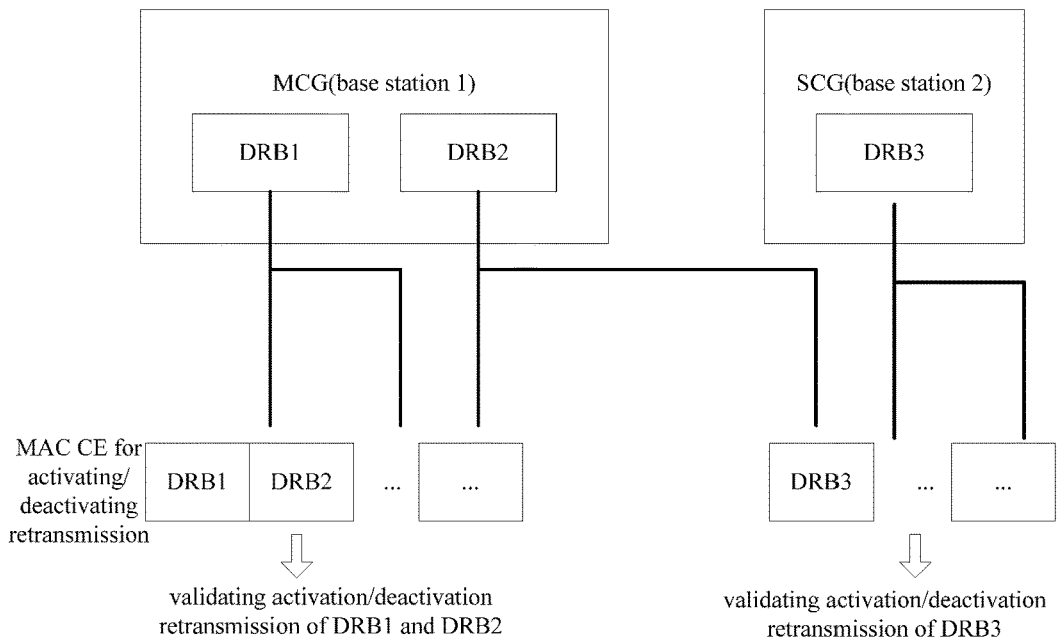 MCG(base station 1)
SCG(base station 2)
DRB1
DRB2
DRB3
MAC CE for
activating/
deactivating
retransmission
DRB1
DRB2
...
...
DRB3
...
...
validating activation/deactivation
retransmission of DRB1 and DRB2
validating activation/deactivation
retransmission of DRB3